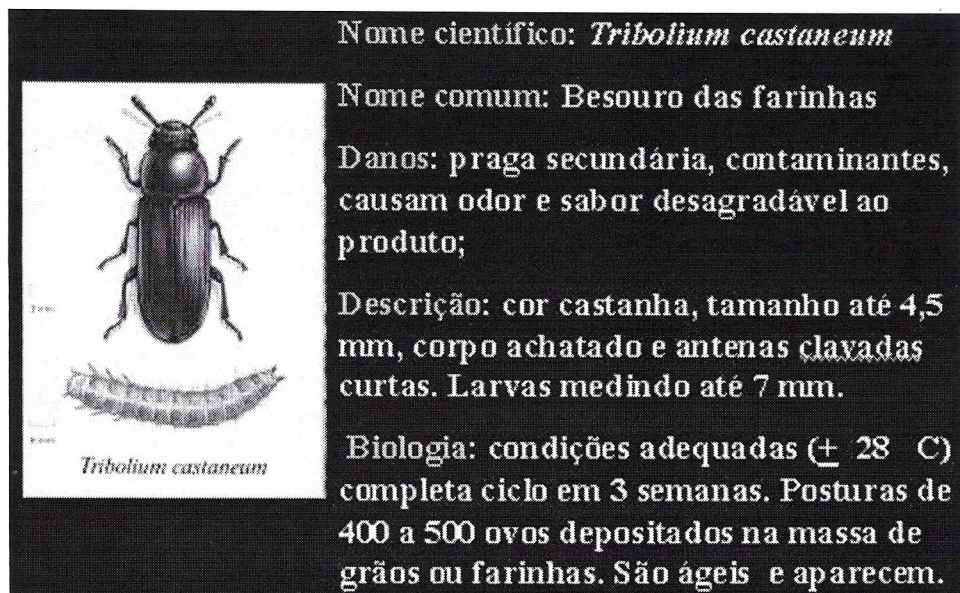 Nome científico: Tribolium castaneum
Nome comum: Besouro das farinhas
Danos: praga secundária, contaminantes,
causam odor e sabor desagradável ao
produto;
Descrição: cor castanha, tamanho até 4,5
mm, corpo achatado e antenas clavadas
curtas. Larvas medindo até 7 mm.
Biologia: condições adequadas (± 28 C)
completa ciclo em 3 semanas. Posturas de
400 a 500 ovos depositados na massa de
grãos ou farinhas. São ágeis e aparecem.
Tribolium castaneum